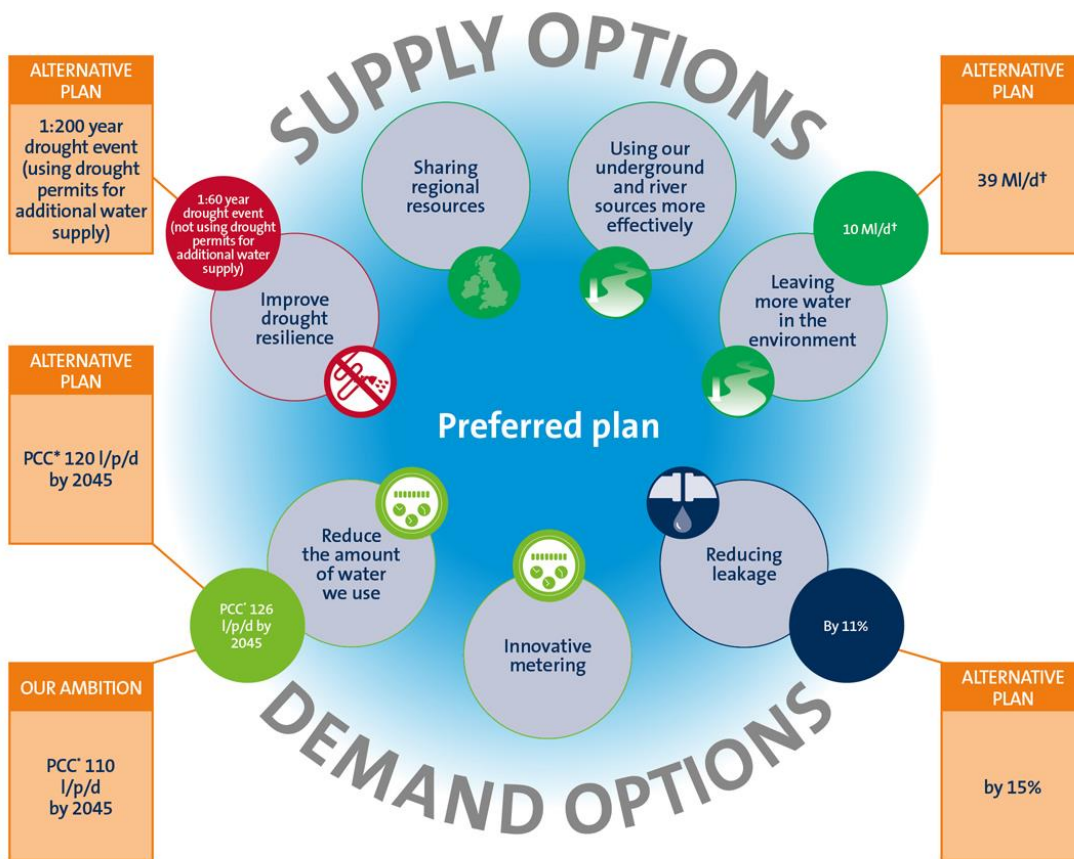 SUPPLY OPTIONS
ALTERNATIVE
PLAN
1:200 year
drought event
(using drought
permits for
additional water
supply)
1:60 year
drought event
(not using drought
permits for
additional water
supply)
Improve
drought
resilience
Sharing
regional
resources
Using our
underground
and river
sources more
effectively
10 Ml/d†
Leaving
more water
in the
environment
ALTERNATIVE
PLAN
39 Ml/d†
Preferred plan
ALTERNATIVE
PLAN
PCC* 120 l/p/d
by 2045
Reduce
the amount
of water
we use
PCC* 126
l/p/d by
2045
OUR AMBITION
PCC* 110
l/p/d
by 2045
Innovative
metering
Reducing
leakage
By 11%
ALTERNATIVE
PLAN
by 15%
DEMAND OPTIONS